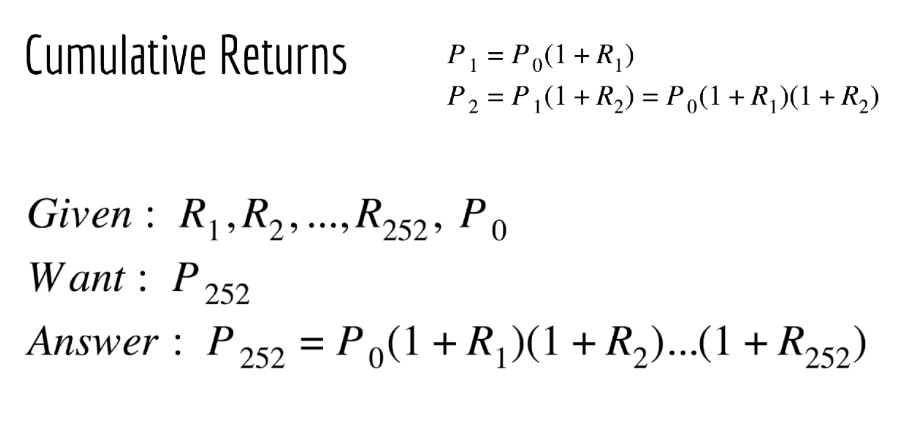 Cumulative Returns
P₁ = P₀(1 + R₁)
P₂ = P₁(1 + R₂) = P₀(1 + R₁)(1 + R₂)
Given : R₁,R₂,...,R₂₅₂, P₀
Want : P₂₅₂
Answer : P₂₅₂ = P₀(1 + R₁)(1 + R₂)...(1 + R₂₅₂)